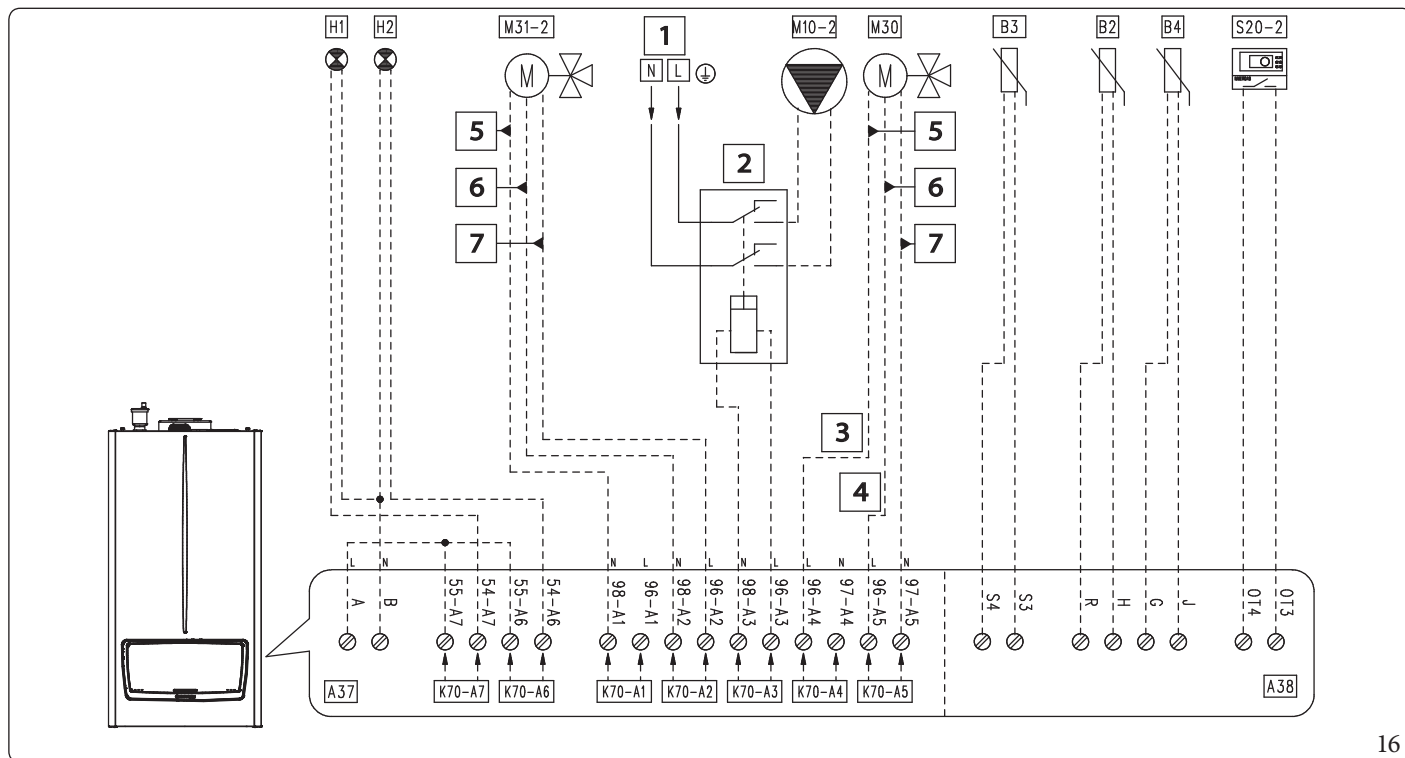 H1 H2 M31-2 1 M10-2 M30 B3 B2 B4 S20-2
N L
M M
5 5
2
6 6
7 7
3
4
L N N L N L N L L N L N
A B 55-A7 54-A7 55-A6 54-A6 98-A1 96-A1 98-A2 96-A2 98-A3 96-A3 96-A4 97-A4 96-A5 97-A5 S4 S3 R H G J OT4 OT3
A37 K70-A7 K70-A6 K70-A1 K70-A2 K70-A3 K70-A4 K70-A5 A38
16